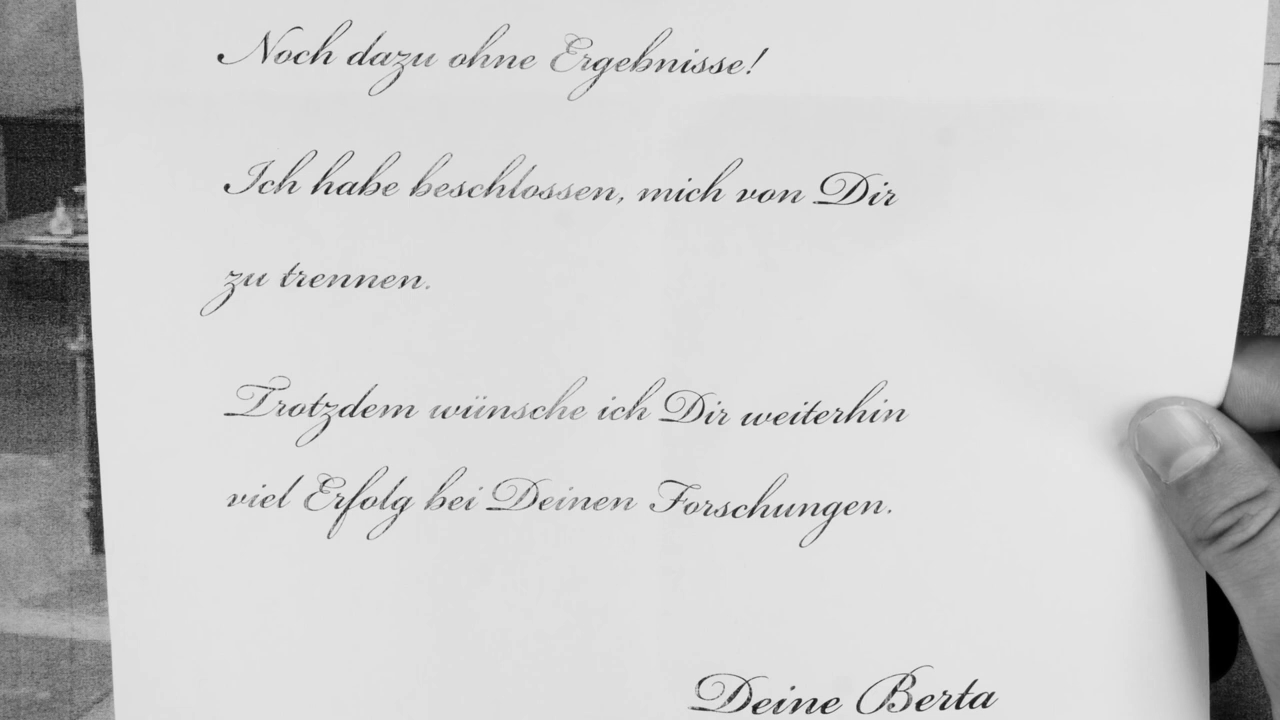 Noch dazu ohne Ergebnisse!
Ich habe beschlossen, mich von Dir
zu trennen.
Trotzdem wünsche ich Dir weiterhin
viel Erfolg bei Deinen Forschungen.
Deine Berta